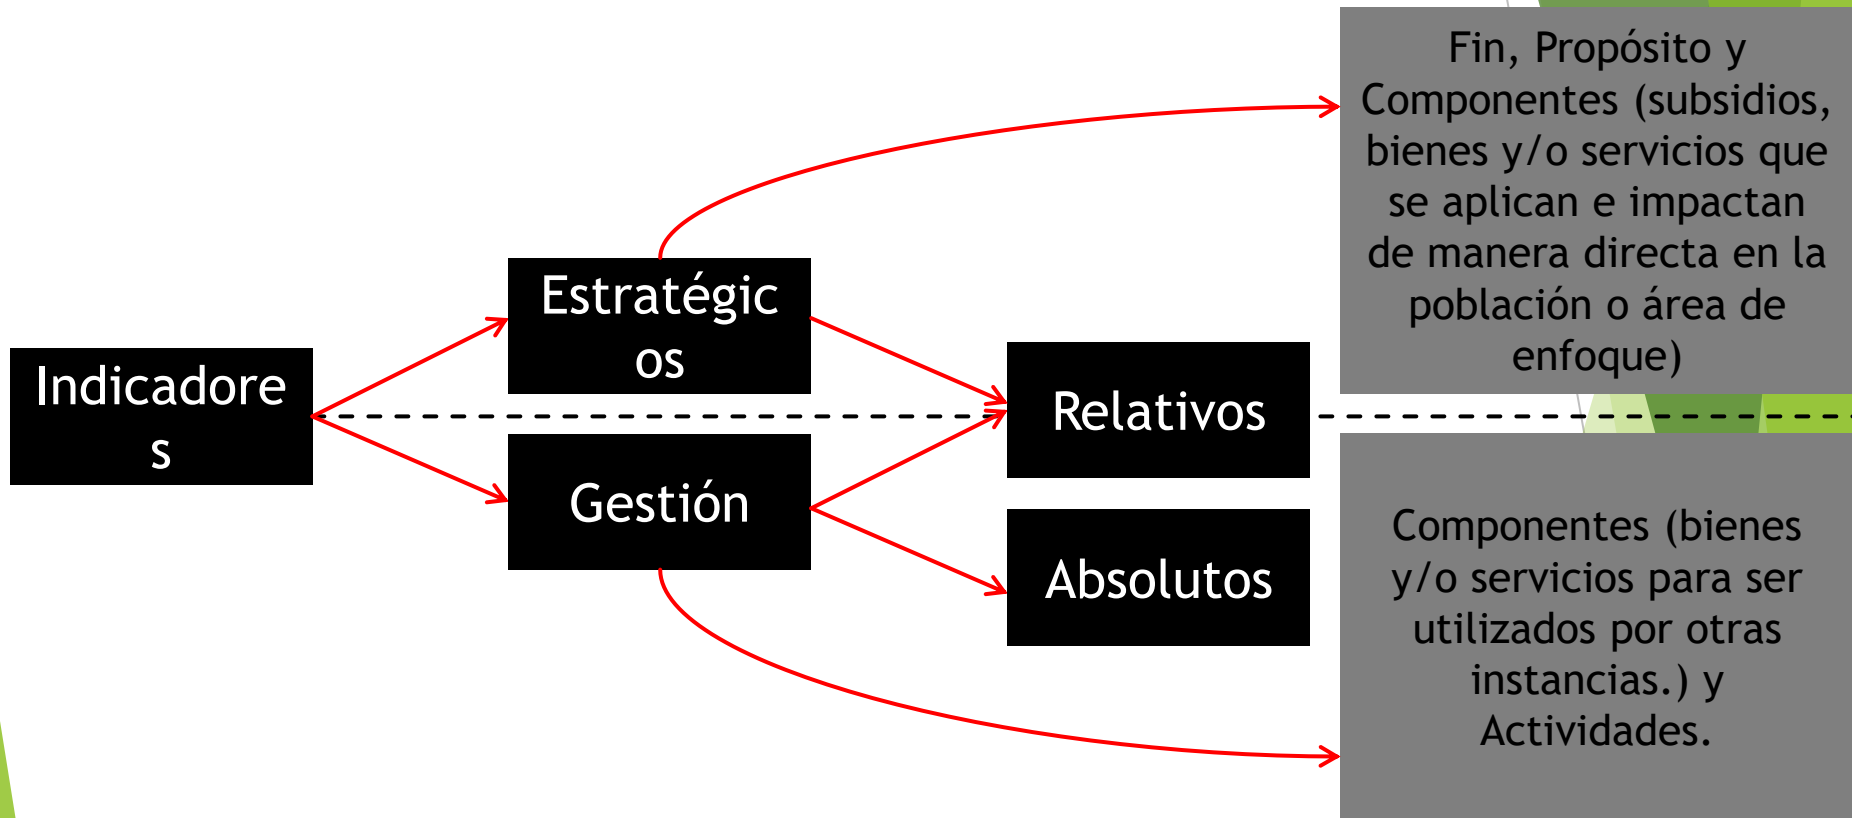 Indicadore
s
Estratégic
os
Gestión
Relativos
Absolutos
Fin, Propósito y
Componentes (subsidios,
bienes y/o servicios que
se aplican e impactan
de manera directa en la
población o área de
enfoque)
Componentes (bienes
y/o servicios para ser
utilizados por otras
instancias.) y
Actividades.